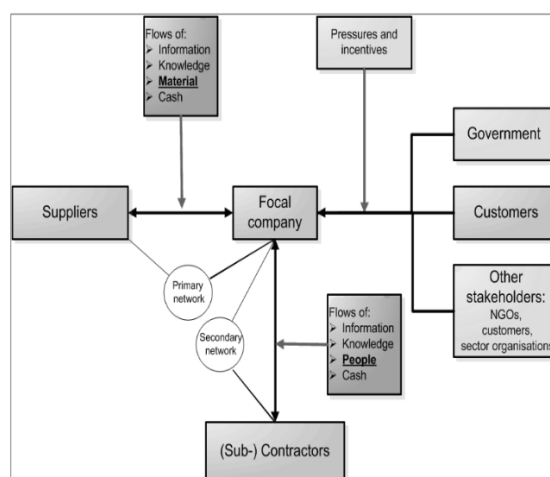 Flows of:
➢ Information
➢ Knowledge
➢ Material
➢ Cash
Pressures and
incentives
Government
Suppliers
Focal
company
Customers
Primary
network
Other
stakeholders:
NGOs,
customers,
sector organisations
Secondary
network
Flows of:
➢ Information
➢ Knowledge
➢ People
➢ Cash
(Sub-) Contractors